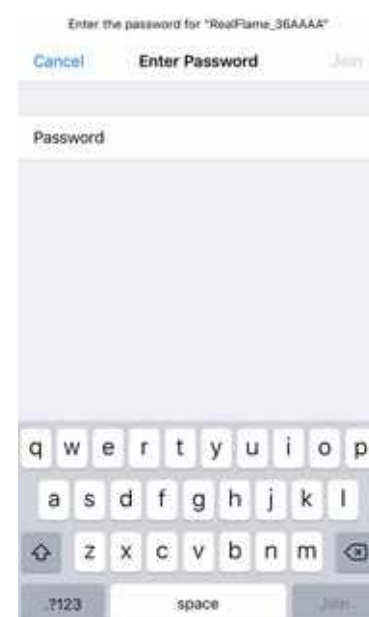 Enter the password for "RealFlame_36AAAA"
Cancel Enter Password Join
Password
q w e r t y u i o p
a s d f g h j k l
z x c v b n m
.?123 space Join